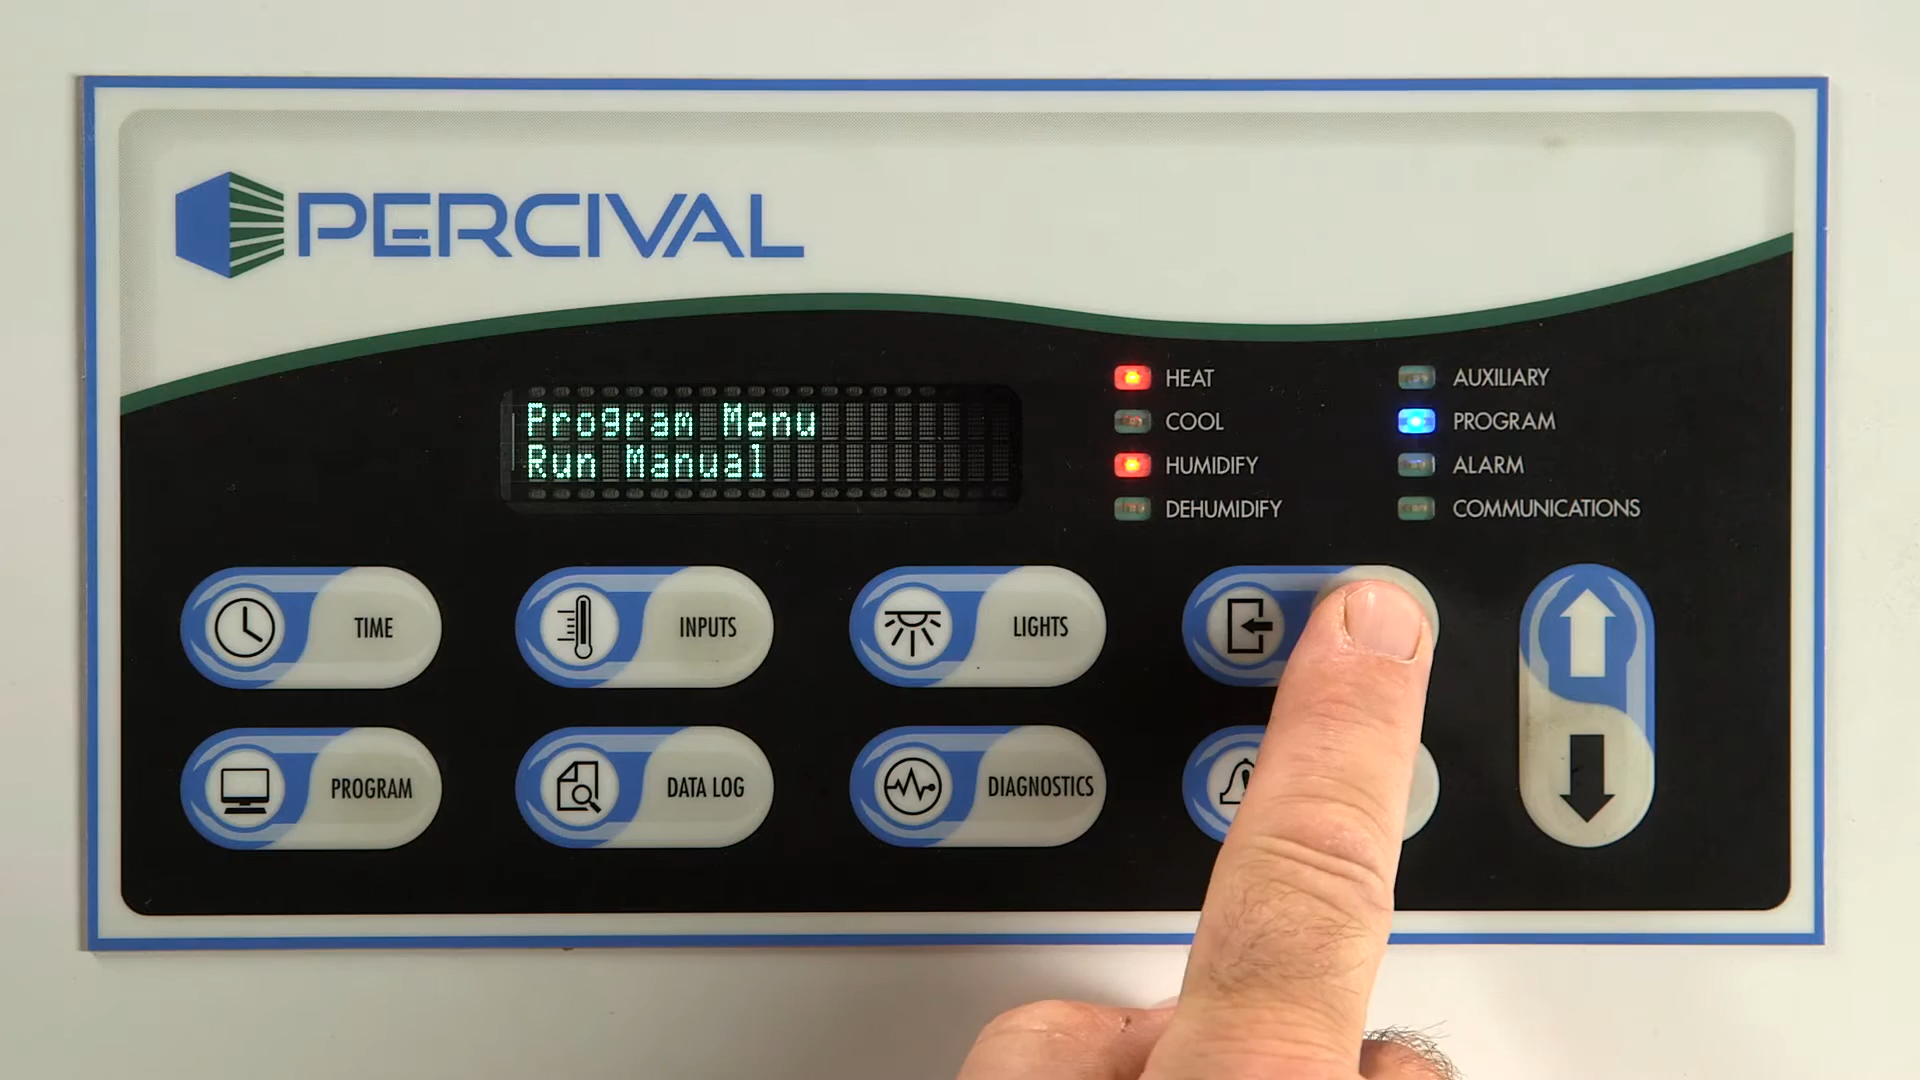 PERCIVAL
Program Menu
Run Manual
HEAT
COOL
HUMIDIFY
DEHUMIDIFY
AUXILIARY
PROGRAM
ALARM
COMMUNICATIONS
TIME
INPUTS
LIGHTS
PROGRAM
DATA LOG
DIAGNOSTICS